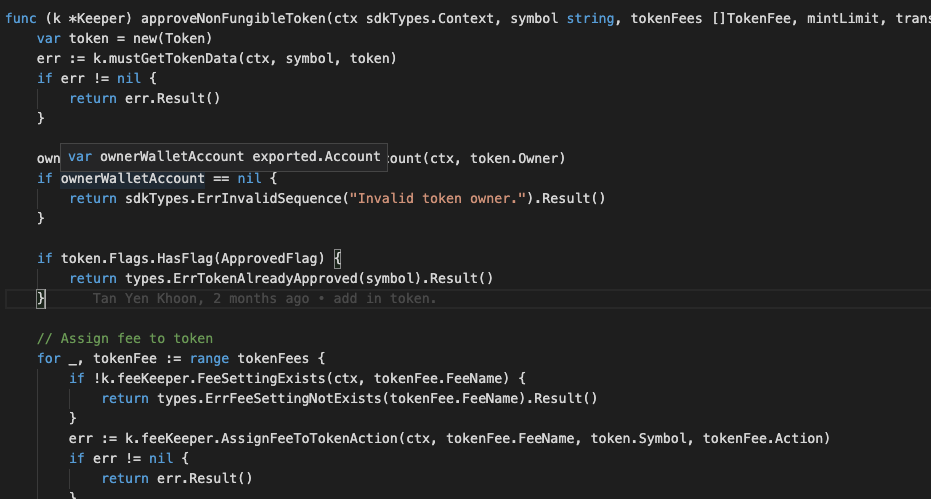 func (k *Keeper) approveNonFungibleToken(ctx sdkTypes.Context, symbol string, tokenFees []TokenFee, mintLimit, trans
var token = new(Token)
err := k.mustGetTokenData(ctx, symbol, token)
if err != nil {
return err.Result()
}
own var ownerWalletAccount exported.Account count(ctx, token.Owner)
if ownerWalletAccount == nil {
return sdkTypes.ErrInvalidSequence("Invalid token owner.").Result()
}
if token.Flags.HasFlag(ApprovedFlag) {
return types.ErrTokenAlreadyApproved(symbol).Result()
} Tan Yen Khoon, 2 months ago • add in token.
// Assign fee to token
for _, tokenFee := range tokenFees {
if !k.feeKeeper.FeeSettingExists(ctx, tokenFee.FeeName) {
return types.ErrFeeSettingNotExists(tokenFee.FeeName).Result()
}
err := k.feeKeeper.AssignFeeToTokenAction(ctx, tokenFee.FeeName, token.Symbol, tokenFee.Action)
if err != nil {
return err.Result()
}